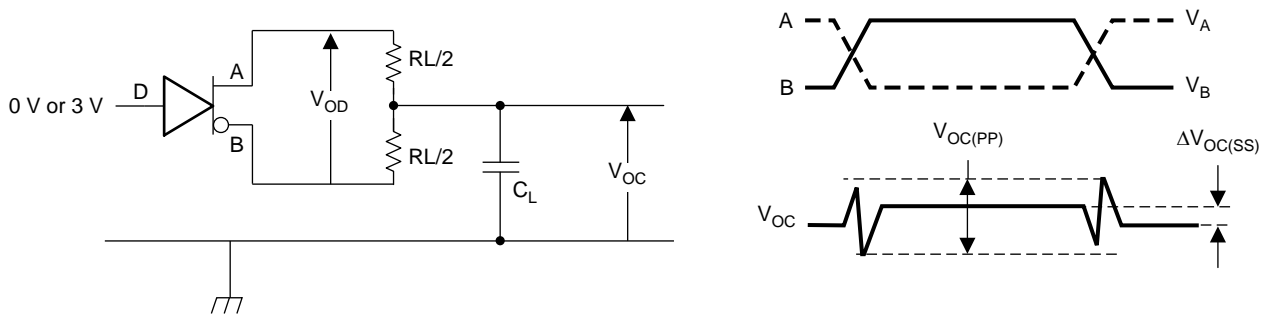 0 V or 3 V
D
A
B
V_OD
RL/2
RL/2
C_L
V_OC
A
B
V_A
V_B
V_OC(PP)
ΔV_OC(SS)
V_OC